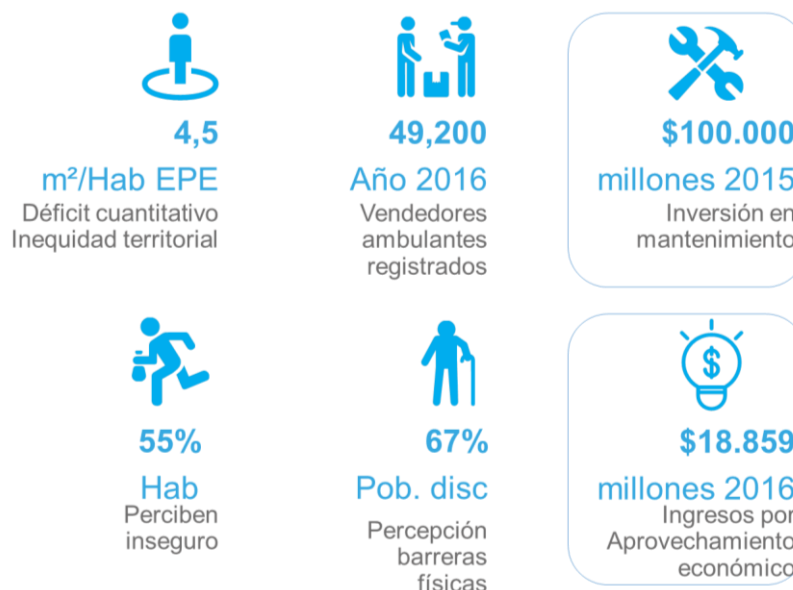 4,5
m²/Hab EPE
Déficit cuantitativo
Inequidad territorial
49,200
Año 2016
Vendedores
ambulantes
registrados
$100.000
millones 2015
Inversión en
mantenimiento
55%
Hab
Perciben
inseguro
67%
Pob. disc
Percepción
barreras
físicas
$
$18.859
millones 2016
Ingresos por
Aprovechamiento
económico